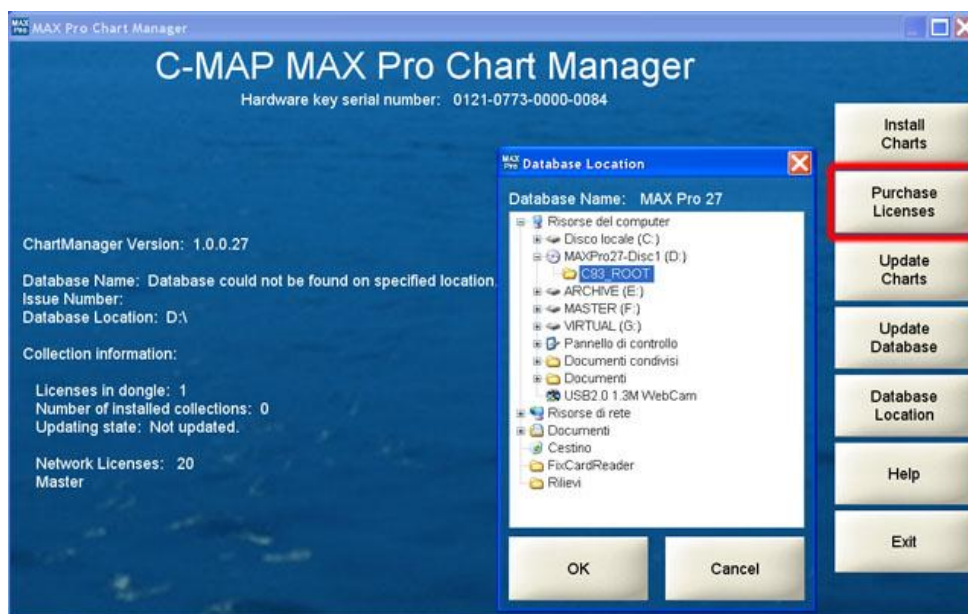 MAX Pro Chart Manager
C-MAP MAX Pro Chart Manager
Hardware key serial number: 0121-0773-0000-0084
ChartManager Version: 1.0.0.27
Database Name: Database could not be found on specified location
Issue Number:
Database Location: D:\
Collection information:
Licenses in dongle: 1
Number of installed collections: 0
Updating state: Not updated.
Network Licenses: 20
Master
Database Location
Database Name: MAX Pro 27
Risorse del computer
Disco locale (C:)
MAXPro27-Disc1 (D:)
C93_ROOT
ARCHIVE (E:)
MASTER (F:)
VIRTUAL (G:)
Pannello di controllo
Documenti condivisi
Documenti
USB2.0 1.3M WebCam
Risorse di rete
Documenti
Cestino
FixCardReader
Rilievi
OK
Cancel
Install
Charts
Purchase
Licenses
Update
Charts
Update
Database
Database
Location
Help
Exit